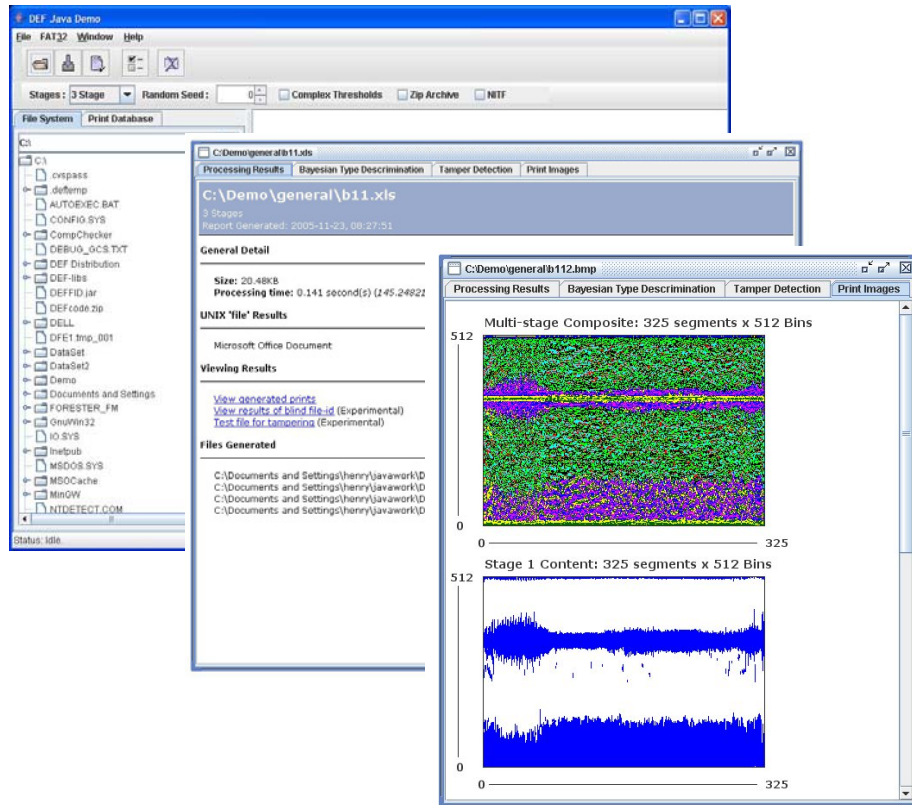 DEF Java Demo
File FAT32 Window Help
Stages: 3 Stage Random Seed: 0 Complex Thresholds Zip Archive NITF
File System Print Database
C:\
C:\
.cvspass
.deftemp
AUTOEXEC.BAT
CONFIG.SYS
CompChecker
DEBUG_GCS.TXT
DEF Distribution
DEF-libs
DEFFID.jar
DEFcode.zip
DELL
DFE1.tmp_001
DataSet
DataSet2
Demo
Documents and Settings
FORESTER_FM
GnuWin32
IO.SYS
Inetpub
MSDOS.SYS
MSOCache
MinGW
NTDETECT.COM
Status: Idle.
C:\Demo\general\b11.xls
Processing Results Bayesian Type Descrimination Tamper Detection Print Images
C:\Demo\general\b11.xls
3 Stages
Report Generated: 2005-11-23, 08:27:51
General Detail
Size: 20.48KB
Processing time: 0.141 second(s) (145.24821
UNIX 'file' Results
Microsoft Office Document
Viewing Results
View generated prints
View results of blind file-id (Experimental)
Test file for tampering (Experimental)
Files Generated
C:\Documents and Settings\henry\javawork\D
C:\Documents and Settings\henry\javawork\D
C:\Documents and Settings\henry\javawork\D
C:\Documents and Settings\henry\javawork\D
C:\Demo\general\b112.bmp
Processing Results Bayesian Type Descrimination Tamper Detection Print Images
Multi-stage Composite: 325 segments x 512 Bins
512
0
0 325
Stage 1 Content: 325 segments x 512 Bins
512
0
0 325